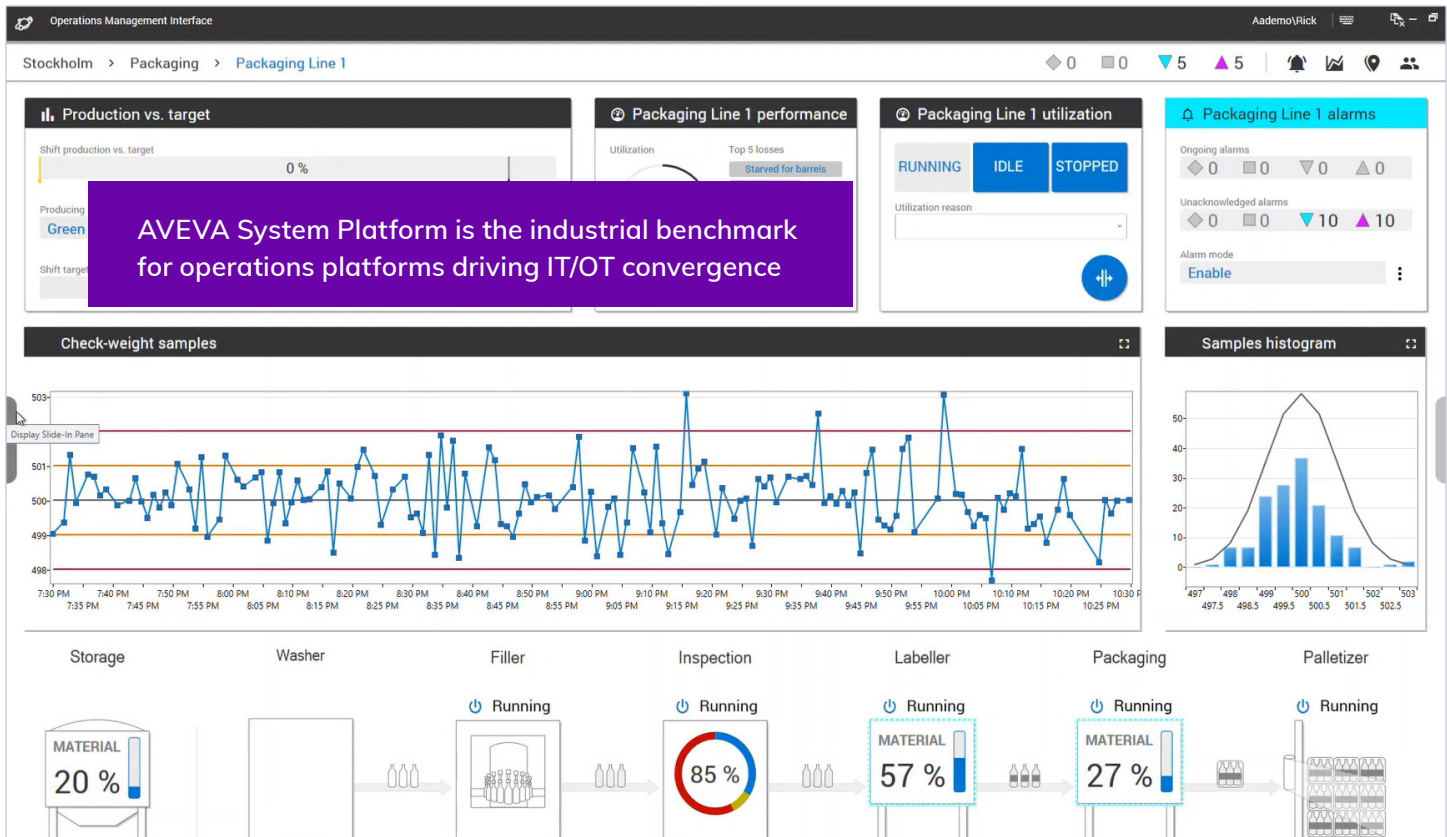 Operations Management Interface
Aademo\Rick
Stockholm > Packaging > Packaging Line 1
0 0 5 5
Production vs. target
Shift production vs. target
0 %
Producing
Green
Shift target
Packaging Line 1 performance
Utilization
Top 5 losses
Starved for barrels
Packaging Line 1 utilization
RUNNING IDLE STOPPED
Utilization reason
Packaging Line 1 alarms
Ongoing alarms
0 0 0 0
Unacknowledged alarms
0 0 10 10
Alarm mode
Enable
AVEVA System Platform is the industrial benchmark
for operations platforms driving IT/OT convergence
Check-weight samples
503
501
500
499
498
Display Slide-In Pane
7:30 PM 7:40 PM 7:50 PM 8:00 PM 8:10 PM 8:20 PM 8:30 PM 8:40 PM 8:50 PM 9:00 PM 9:10 PM 9:20 PM 9:30 PM 9:40 PM 9:50 PM 10:00 PM 10:10 PM 10:20 PM 10:30 P
7:35 PM 7:45 PM 7:55 PM 8:05 PM 8:15 PM 8:25 PM 8:35 PM 8:45 PM 8:55 PM 9:05 PM 9:15 PM 9:25 PM 9:35 PM 9:45 PM 9:55 PM 10:05 PM 10:15 PM 10:25 PM
Samples histogram
50
40
30
20
10
0
497 498 499 500 501 502 503
497.5 498.5 499.5 500.5 501.5 502.5
Storage Washer Filler Inspection Labeller Packaging Palletizer
Running Running Running Running Running
MATERIAL
20 %
85 %
MATERIAL
57 %
MATERIAL
27 %